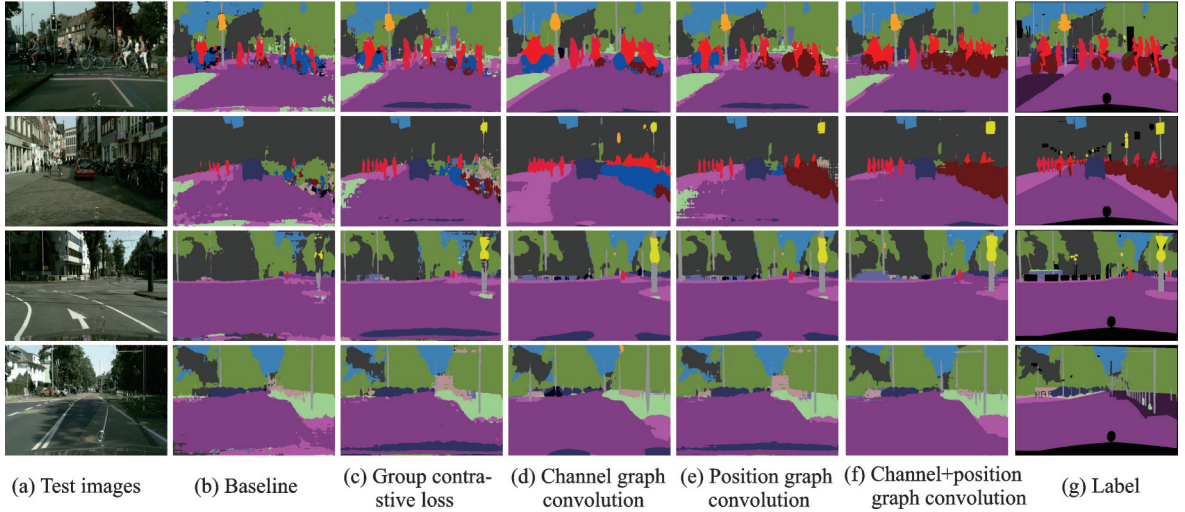 (a) Test images
(b) Baseline
(c) Group contra-
stive loss
(d) Channel graph
convolution
(e) Position graph
convolution
(f) Channel+position
graph convolution
(g) Label